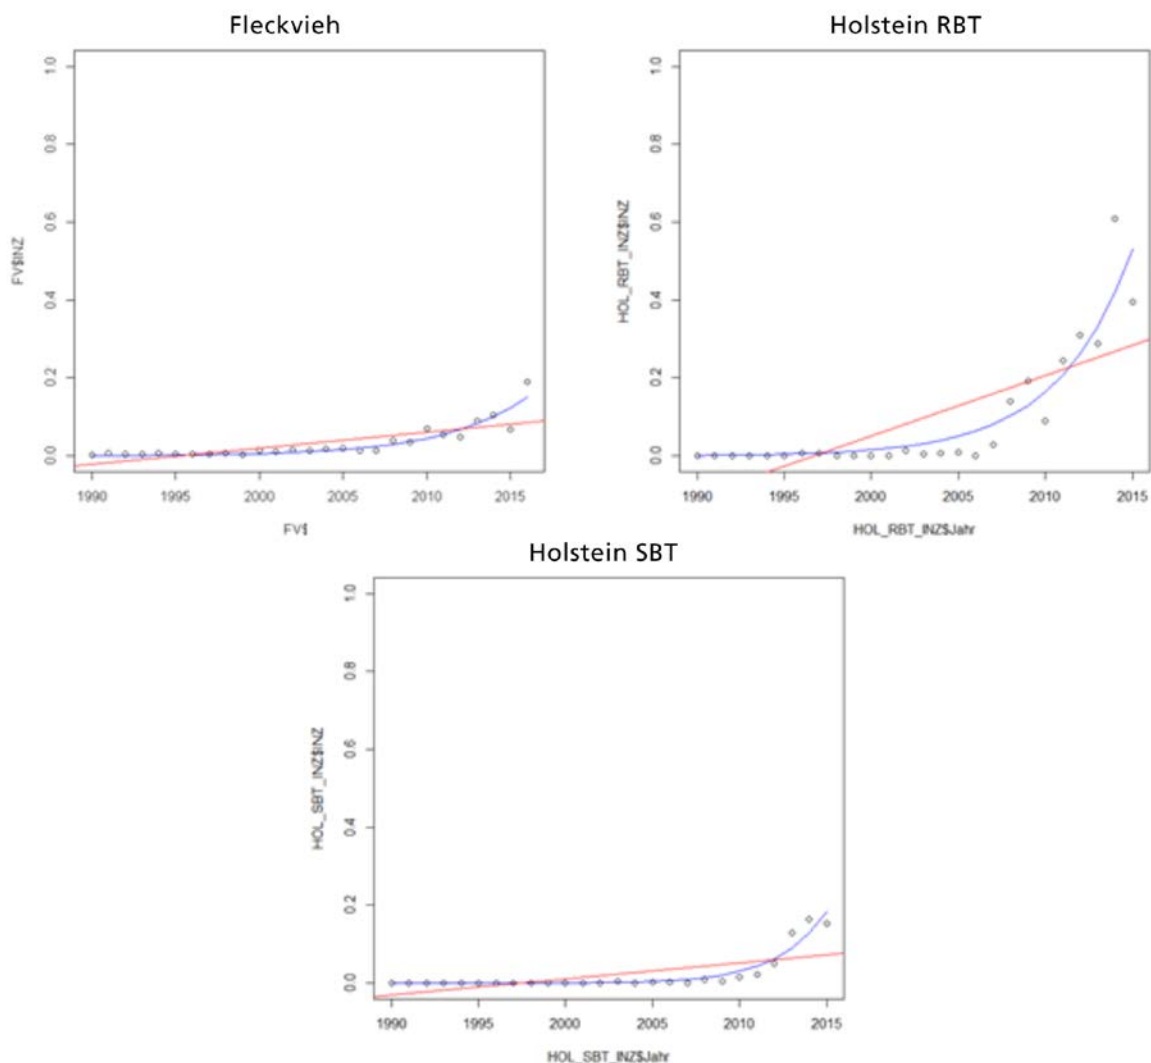 Fleckvieh
1.0
0.8
0.6
0.4
0.2
0.0
FV$INZ
1990 1995 2000 2005 2010 2015
FV$
Holstein RBT
1.0
0.8
0.6
0.4
0.2
0.0
HOL_RBT_INZ$INZ
1990 1995 2000 2005 2010 2015
HOL_RBT_INZ$Jahr
Holstein SBT
1.0
0.8
0.6
0.4
0.2
0.0
HOL_SBT_INZ$INZ
1990 1995 2000 2005 2010 2015
HOL_SBT_INZ$Jahr